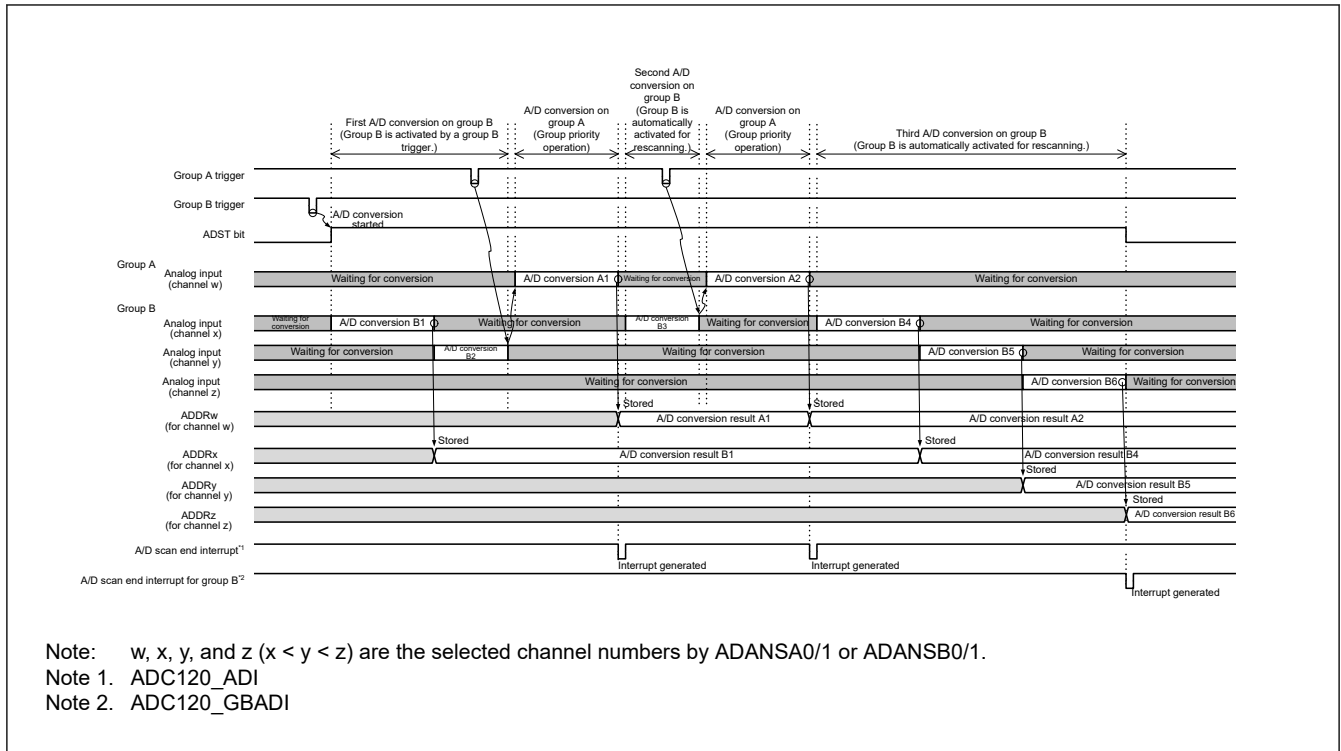 Second A/D
conversion on
group B
(Group B is
automatically
activated for
rescanning.)
First A/D conversion on group B
(Group B is activated by a group B
trigger.)
A/D conversion on
group A
(Group priority
operation)
A/D conversion on
group A
(Group priority
operation)
Third A/D conversion on group B
(Group B is automatically activated for rescanning.)
Group A trigger
Group B trigger
A/D conversion
started
ADST bit
Group A
Analog input
(channel w)
Waiting for conversion
A/D conversion A1
Waiting for conversion
A/D conversion A2
Waiting for conversion
Group B
Analog input
(channel x)
Waiting for
conversion
A/D conversion B1
Waiting for conversion
A/D conversion
B3
Waiting for conversion
A/D conversion B4
Waiting for conversion
Analog input
(channel y)
Waiting for conversion
A/D conversion
B2
Waiting for conversion
A/D conversion B5
Waiting for conversion
Analog input
(channel z)
Waiting for conversion
A/D conversion B6
Waiting for conversion
Stored
Stored
ADDRw
(for channel w)
A/D conversion result A1
A/D conversion result A2
Stored
Stored
ADDRx
(for channel x)
A/D conversion result B1
A/D conversion result B4
Stored
ADDRy
(for channel y)
A/D conversion result B5
Stored
ADDRz
(for channel z)
A/D conversion result B6
A/D scan end interrupt*1
Interrupt generated
Interrupt generated
A/D scan end interrupt for group B*2
Interrupt generated
Note: w, x, y, and z (x < y < z) are the selected channel numbers by ADANSA0/1 or ADANSB0/1.
Note 1. ADC120_ADI
Note 2. ADC120_GBADI